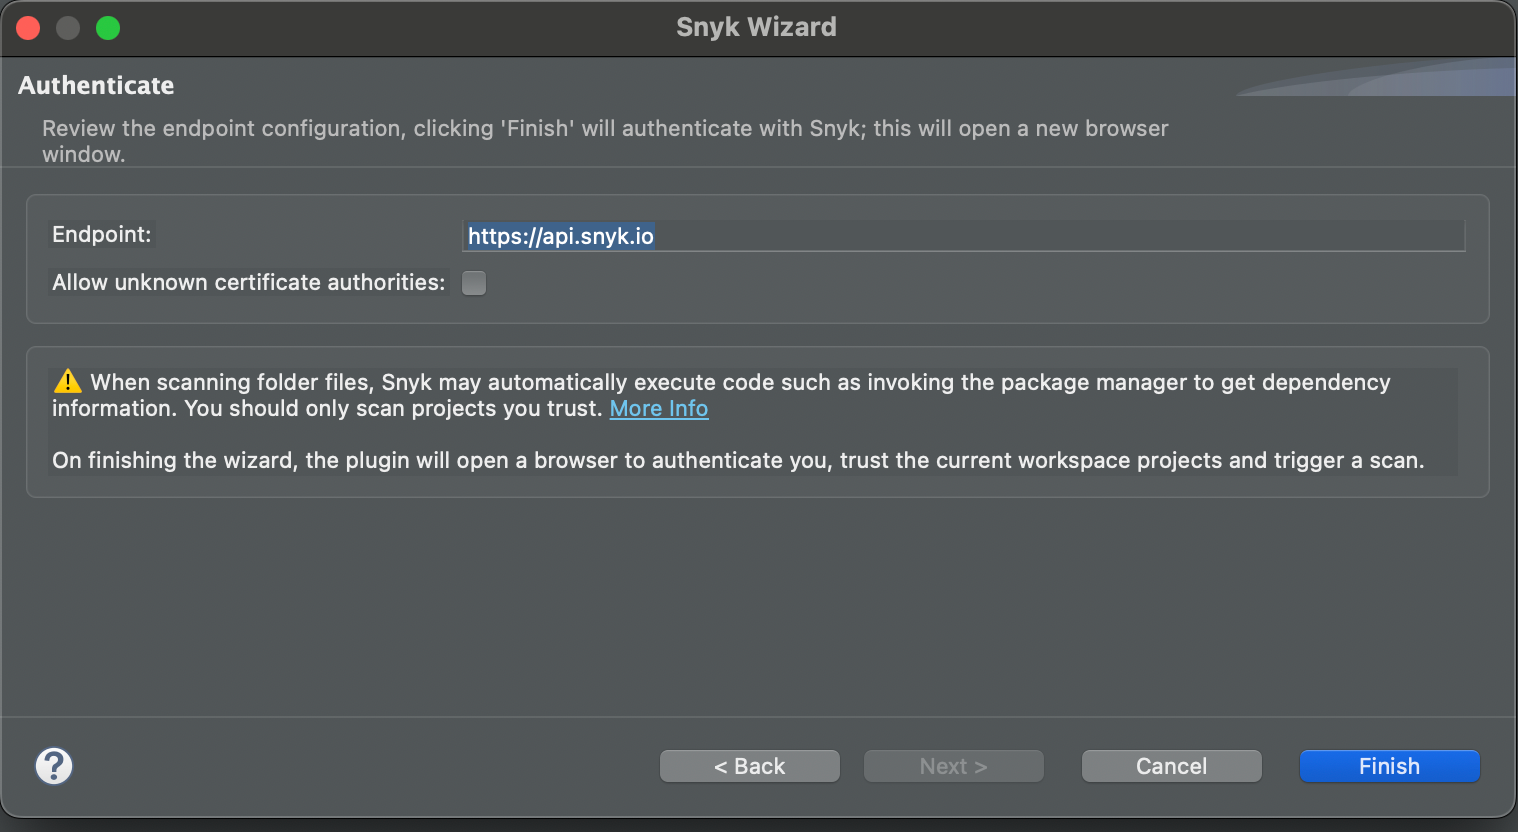 Snyk Wizard
Authenticate
Review the endpoint configuration, clicking 'Finish' will authenticate with Snyk; this will open a new browser
window.
Endpoint:
https://api.snyk.io
Allow unknown certificate authorities:
⚠️ When scanning folder files, Snyk may automatically execute code such as invoking the package manager to get dependency
information. You should only scan projects you trust. More Info
On finishing the wizard, the plugin will open a browser to authenticate you, trust the current workspace projects and trigger a scan.
?
< Back
Next >
Cancel
Finish